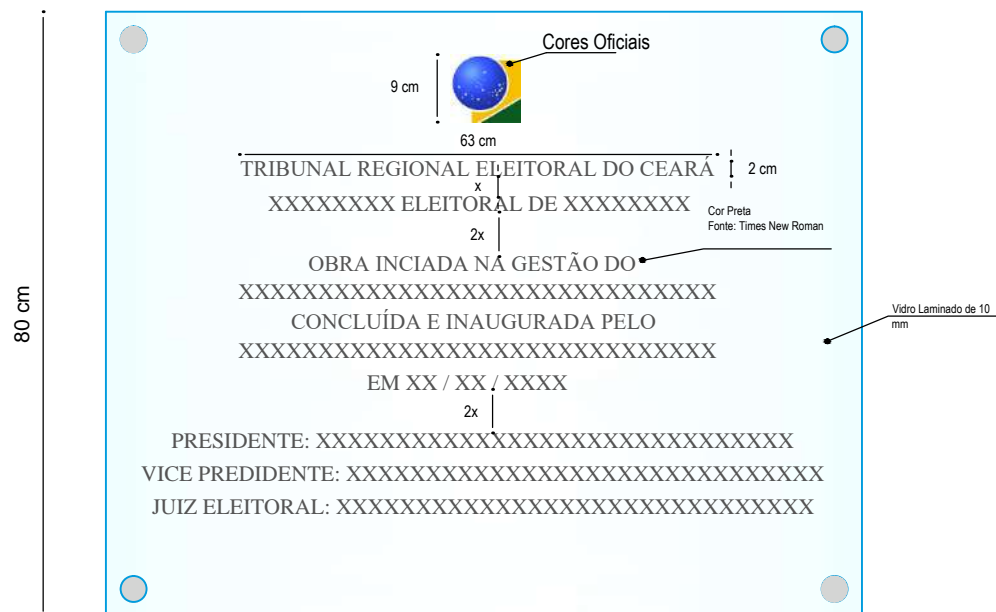 Cores Oficiais
9 cm
63 cm
TRIBUNAL REGIONAL ELEITORAL DO CEARÁ
2 cm
x
XXXXXXXX ELEITORAL DE XXXXXXXX
Cor Preta
Fonte: Times New Roman
2x
OBRA INCIADA NA GESTÃO DO
XXXXXXXXXXXXXXXXXXXXXXXXXXXXXX
80 cm
Vidro Laminado de 10
mm
CONCLUÍDA E INAUGURADA PELO
XXXXXXXXXXXXXXXXXXXXXXXXXXXXXX
EM XX / XX / XXXX
2x
PRESIDENTE: XXXXXXXXXXXXXXXXXXXXXXXXXXXXXX
VICE PREDIDENTE: XXXXXXXXXXXXXXXXXXXXXXXXXXXXXX
JUIZ ELEITORAL: XXXXXXXXXXXXXXXXXXXXXXXXXXXXXX